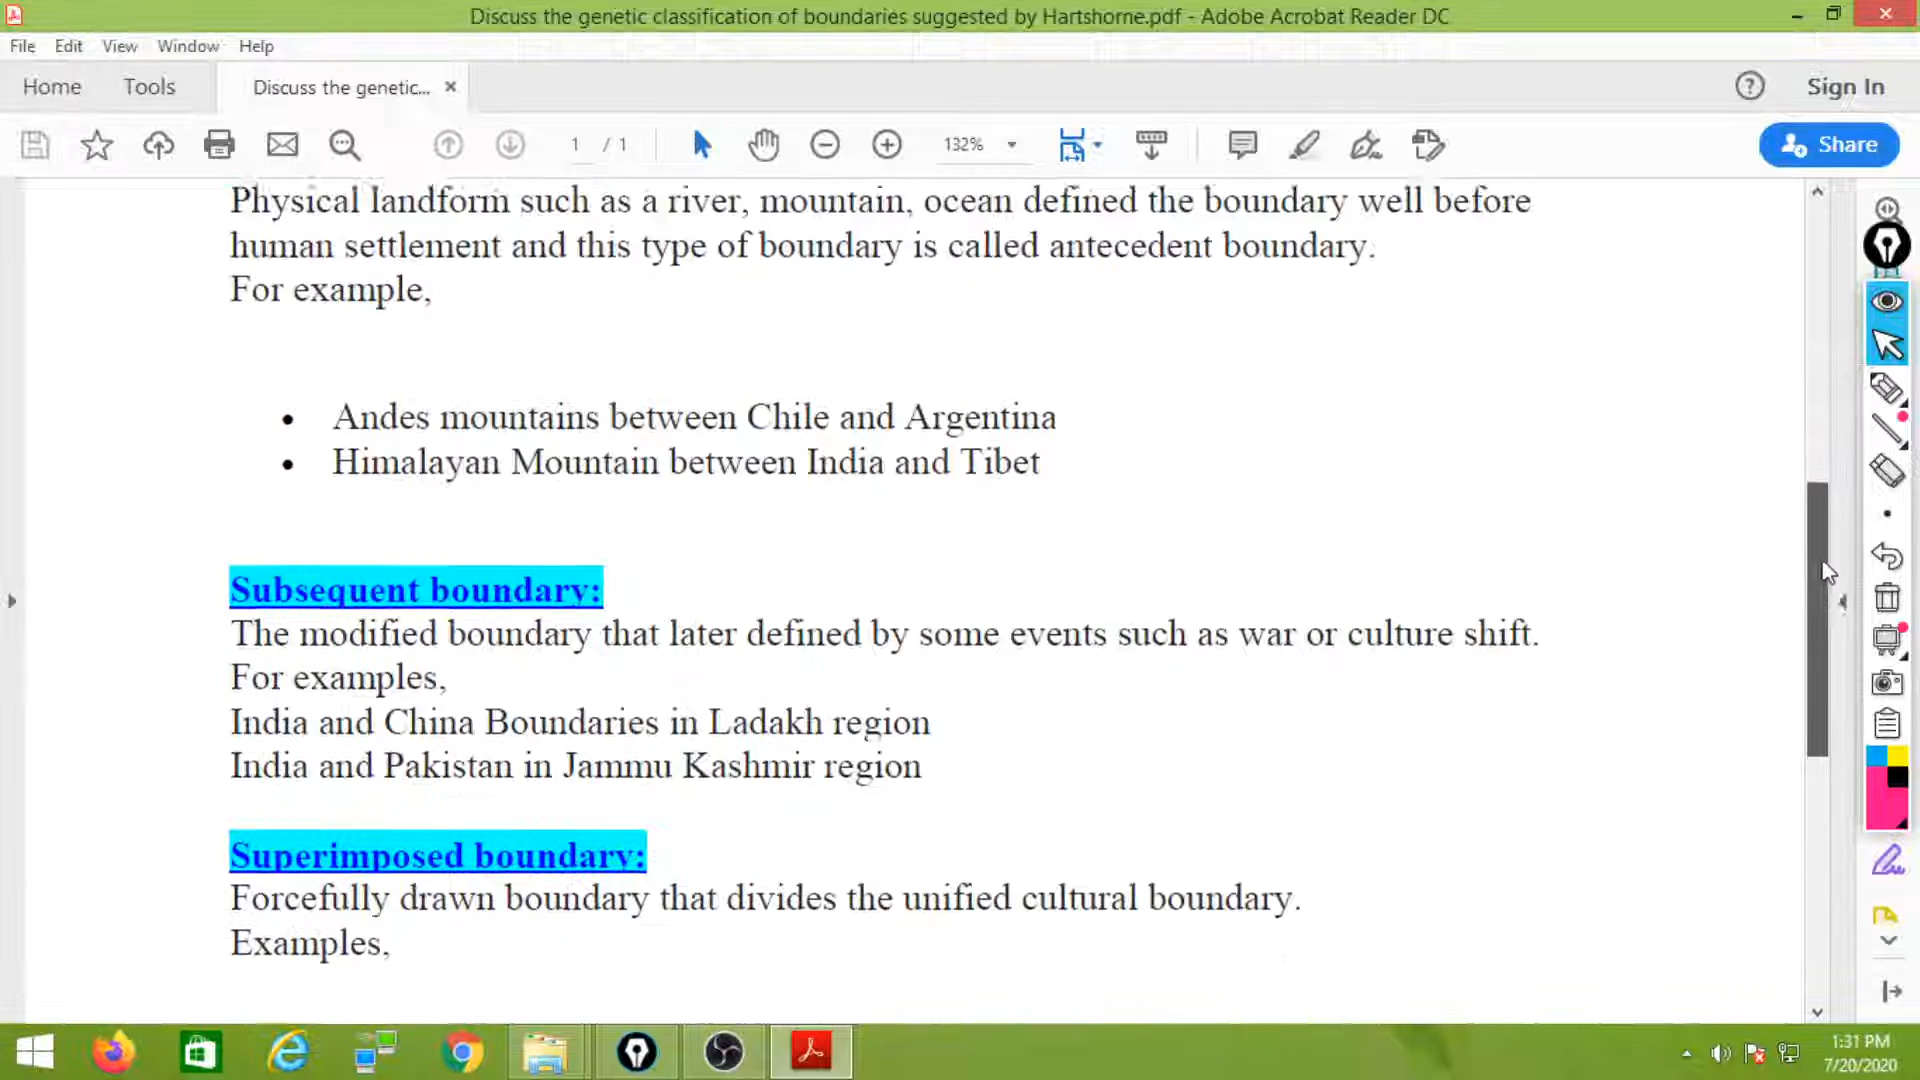 Discuss the genetic classification of boundaries suggested by Hartshorne.pdf - Adobe Acrobat Reader DC
File Edit View Window Help
Home Tools Discuss the genetic... Sign In
1 / 1 132% Share
Physical landform such as a river, mountain, ocean defined the boundary well before
human settlement and this type of boundary is called antecedent boundary.
For example,
• Andes mountains between Chile and Argentina
• Himalayan Mountain between India and Tibet
Subsequent boundary:
The modified boundary that later defined by some events such as war or culture shift.
For examples,
India and China Boundaries in Ladakh region
India and Pakistan in Jammu Kashmir region
Superimposed boundary:
Forcefully drawn boundary that divides the unified cultural boundary.
Examples,
1:31 PM
7/20/2020